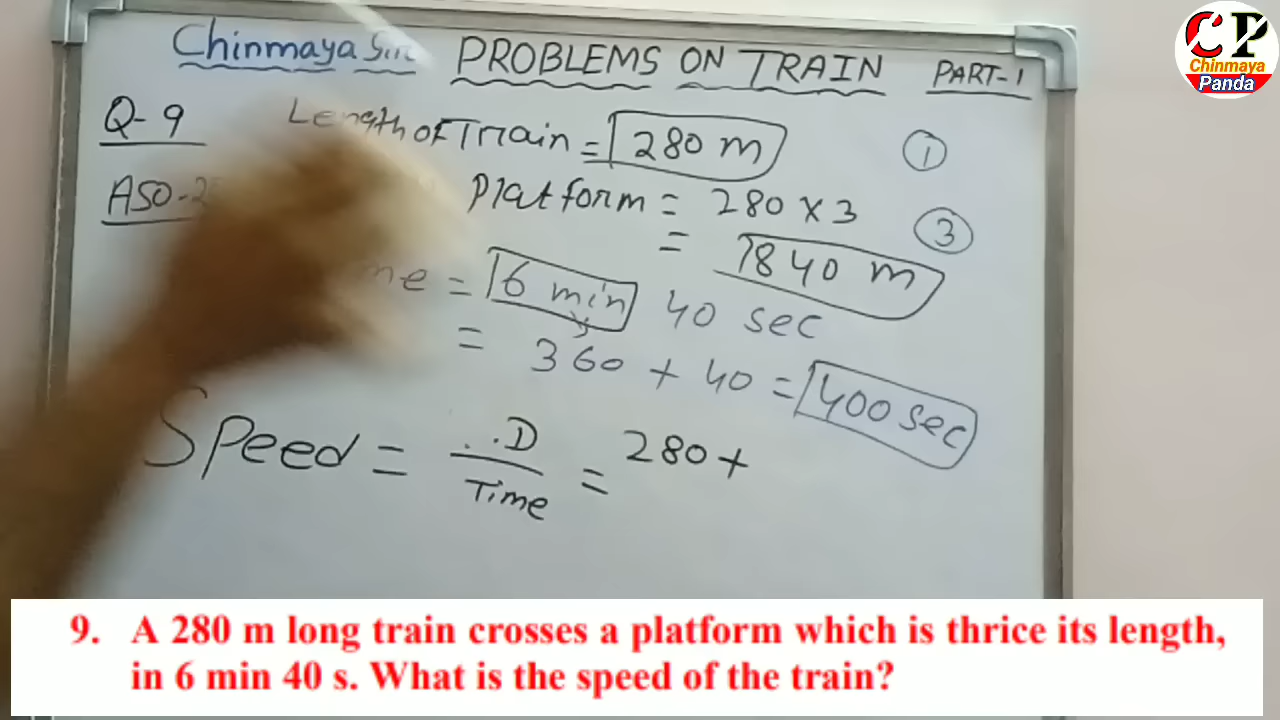 Chinmaya Sir PROBLEMS ON TRAIN PART-1
CP
Chinmaya
Panda
Q-9 Length of Train = 280 m 1
ASO- Platform = 280 x 3 3
= 840 m
= 6 min 40 sec
= 360 + 40 = 400 sec
Speed = D / Time = 280 +
9. A 280 m long train crosses a platform which is thrice its length,
in 6 min 40 s. What is the speed of the train?